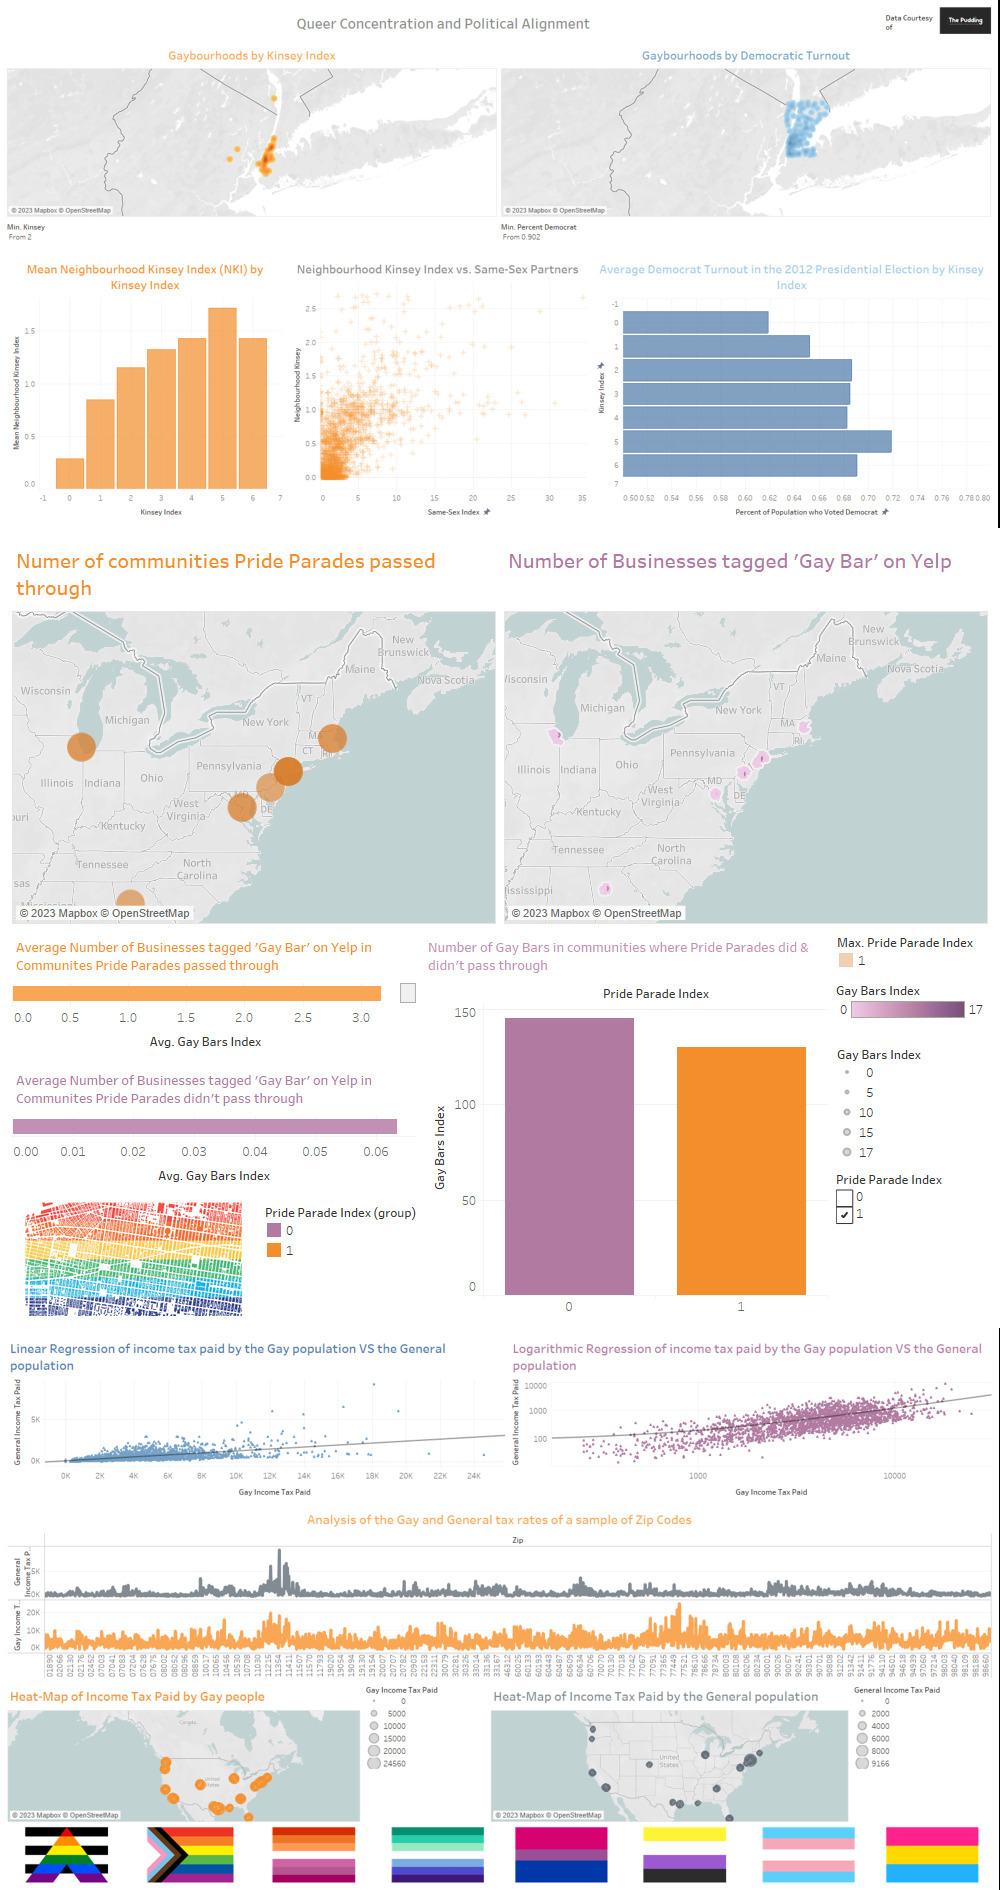 Queer Concentration and Political Alignment
Data Courtesy
of
The Pudding
Gaybourhoods by Kinsey Index
Gaybourhoods by Democratic Turnout
© 2023 Mapbox © OpenStreetMap
© 2023 Mapbox © OpenStreetMap
Min. Kinsey
From 2
Min. Percent Democrat
From 0.902
Mean Neighbourhood Kinsey Index (NKI) by
Kinsey Index
Mean Neighbourhood Kinsey Index
1.5
1.0
0.5
0.0
-1 0 1 2 3 4 5 6 7
Kinsey Index
Neighbourhood Kinsey Index vs. Same-Sex Partners
Neighbourhood Kinsey
2.5
2.0
1.5
1.0
0.5
0.0
0 5 10 15 20 25 30 35
Same-Sex Index
Average Democrat Turnout in the 2012 Presidential Election by Kinsey
Index
Kinsey Index
-1
0
1
2
3
4
5
6
7
0.50 0.52 0.54 0.56 0.58 0.60 0.62 0.64 0.66 0.68 0.70 0.72 0.74 0.76 0.78 0.80
Percent of Population who Voted Democrat
Numer of communities Pride Parades passed
through
Number of Businesses tagged 'Gay Bar' on Yelp
New
Brunswick
Maine
Nova Scotia
Wisconsin
VT
Michigan
New York
MA
CT
RI
Pennsylvania
Illinois
Indiana
Ohio
MD
DE
West
Virginia
Kentucky
Tennessee
North
Carolina
© 2023 Mapbox © OpenStreetMap
New
Brunswick
Maine
Nova Scotia
isconsin
VT
Michigan
New York
MA
RI
Pennsylvania
Illinois
Indiana
Ohio
MD
DE
West
Virginia
Kentucky
Tennessee
North
Carolina
ississippi
© 2023 Mapbox © OpenStreetMap
Average Number of Businesses tagged 'Gay Bar' on Yelp in
Communites Pride Parades passed through
0.0 0.5 1.0 1.5 2.0 2.5 3.0
Avg. Gay Bars Index
Average Number of Businesses tagged 'Gay Bar' on Yelp in
Communites Pride Parades didn't pass through
0.00 0.01 0.02 0.03 0.04 0.05 0.06
Avg. Gay Bars Index
Pride Parade Index (group)
0
1
Number of Gay Bars in communities where Pride Parades did &
didn't pass through
Pride Parade Index
Gay Bars Index
150
100
50
0
0 1
Max. Pride Parade Index
1
Gay Bars Index
0 17
Gay Bars Index
0
5
10
15
17
Pride Parade Index
0
1
Linear Regression of income tax paid by the Gay population VS the General
population
General Income Tax Paid
5K
0K
0K 2K 4K 6K 8K 10K 12K 14K 16K 18K 20K 22K 24K
Gay Income Tax Paid
Logarithmic Regression of income tax paid by the Gay population VS the General
population
General Income Tax Paid
10000
1000
100
1000 10000
Gay Income Tax Paid
Analysis of the Gay and General tax rates of a sample of Zip Codes
Zip
General
Income Tax P..
5K
0K
Gay Income T..
20K
10K
0K
Heat-Map of Income Tax Paid by Gay people
Canada
United
States
© 2023 Mapbox © OpenStreetMap
Gay Income Tax Paid
0
5000
10000
15000
20000
24560
Heat-Map of Income Tax Paid by the General population
United
States
© 2023 Mapbox © OpenStreetMap
General Income Tax Paid
0
2000
4000
6000
8000
9166